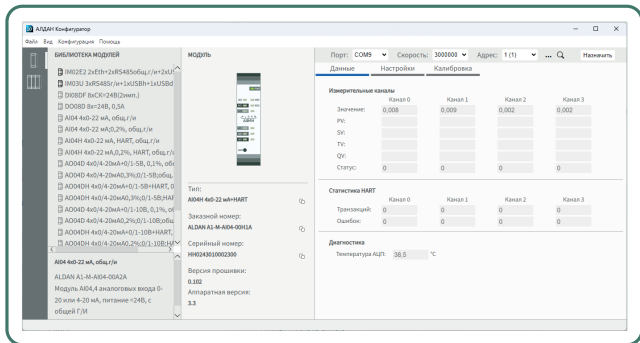 АЛДАН Конфигуратор
Файл Вид Конфигурация Помощь
БИБЛИОТЕКА МОДУЛЕЙ
IM02E2 2xEth+2xRS485общ.г/и+2xUS
IM03U 3xRS485г/и+1xUSBh+1xUSBd
DI08DF 8xСК=24В(2имп.)
DO08D 8x=24В, 0,5А
AI04 4x0-22 мА, общ.г/и
AI04 4x0-22 мА;0,2%, общ.г/и
AI04H 4x0-22 мА, HART, общ.г/и
AI04H 4x0-22 мА,0,2%, HART, общ.г/
AO04D 4x0/4-20мА+0/1-5В, 0,1%, об
AO04D 4x0/4-20мА0,3%;0/1-5В;общ.
AO04DH 4x0/4-20мА+0/1-5В+HART, 0
AO04DH 4x0/4-20мА0,3%;0/1-5В;HAR
AO04D 4x0/4-20мА+0/1-10В, 0,1%, о
AO04D 4x0/4-20мА0,2%;0/1-10В;общ
AO04DH 4x0/4-20мА+0/1-10В+HART,
AO04DH 4x0/4-20мА0,2%;0/1-10В;HA
AI04 4x0-22 мА, общ.г/и
ALDAN A1-M-AI04-00A2A
Модуль AI04,4 аналоговых входа 0-
20 или 4-20 мА, питание =24В, с
общей Г/И
МОДУЛЬ
АЛДАН
AI04H
Тип:
AI04H 4x0-22 мА+HART
Заказной номер:
ALDAN A1-M-AI04-00H1A
Серийный номер:
HH0243010002300
Версия прошивки:
0.102
Аппаратная версия:
3.3
Порт: COM9 Скорость: 3000000 Адрес: 1 (1) ... Назначить
Данные Настройки Калибровка
Измерительные каналы
Канал 0 Канал 1 Канал 2 Канал 3
Значение: 0,008 0,009 0,002 0,002
PV:
SV:
TV:
QV:
Статус: 0 0 0 0
Статистика HART
Канал 0 Канал 1 Канал 2 Канал 3
Транзакций: 0 0 0 0
Ошибок: 0 0 0 0
Диагностика
Температура АЦП: 38,5 °C